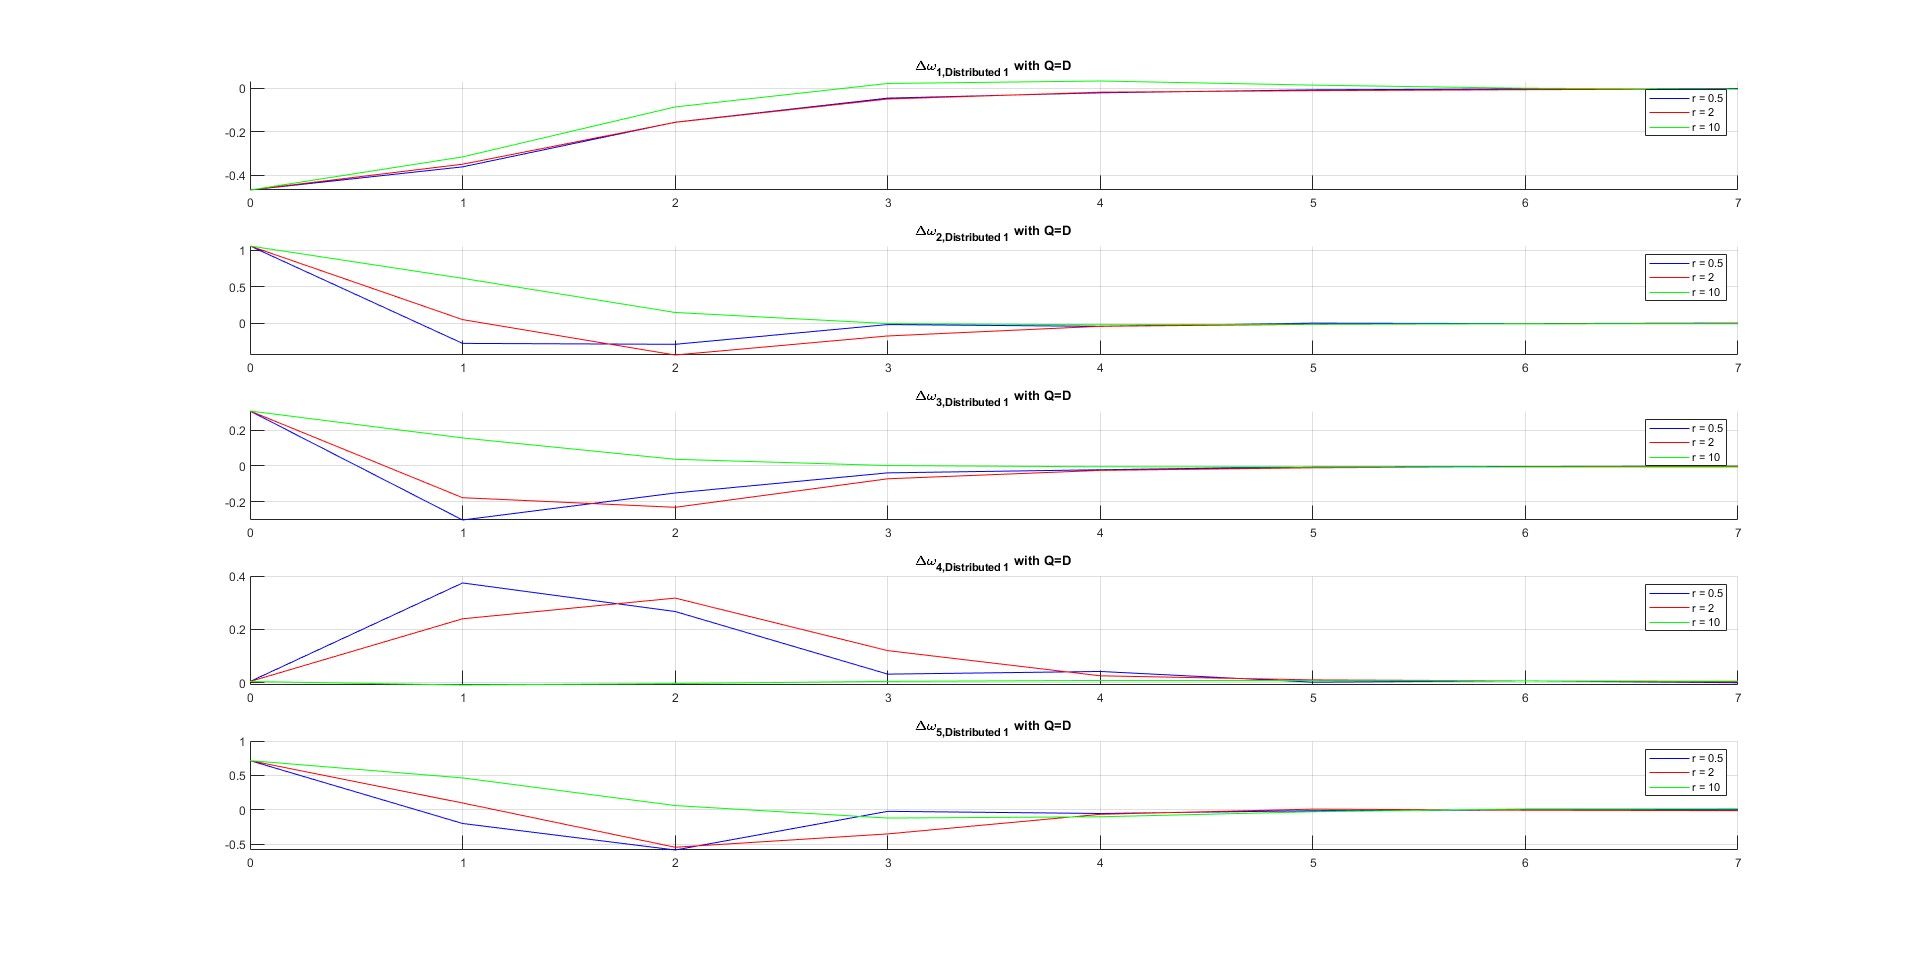 Δω1,Distributed 1 with Q=D
0
-0.2
-0.4
0 1 2 3 4 5 6 7
r = 0.5
r = 2
r = 10
Δω2,Distributed 1 with Q=D
1
0.5
0
0 1 2 3 4 5 6 7
r = 0.5
r = 2
r = 10
Δω3,Distributed 1 with Q=D
0.2
0
-0.2
0 1 2 3 4 5 6 7
r = 0.5
r = 2
r = 10
Δω4,Distributed 1 with Q=D
0.4
0.2
0
0 1 2 3 4 5 6 7
r = 0.5
r = 2
r = 10
Δω5,Distributed 1 with Q=D
1
0.5
0
-0.5
0 1 2 3 4 5 6 7
r = 0.5
r = 2
r = 10